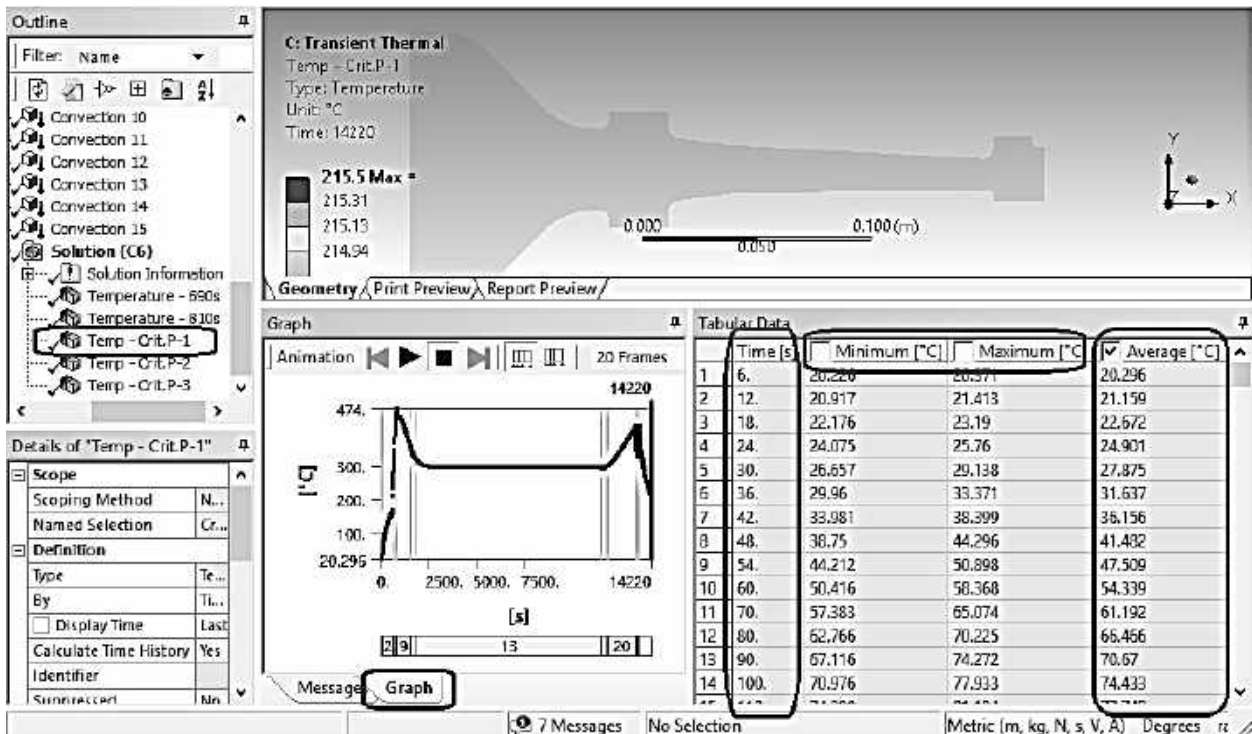 Outline
Filter: Name
Convection 10
Convection 11
Convection 12
Convection 13
Convection 14
Convection 15
Solution (C6)
Solution Information
Temperature - 690s
Temperature - 810s
Temp - Crit.P-1
Temp - Crit.P-2
Temp - Crit.P-3
Details of "Temp - Crit.P-1"
Scope
Scoping Method N...
Named Selection Cr...
Definition
Type Te...
By Ti...
Display Time Last
Calculate Time History Yes
Identifier
Suppressed No
C: Transient Thermal
Temp - Crit.P-1
Type: Temperature
Unit: °C
Time: 14220
215.5 Max
215.31
215.13
214.94
0.000 0.100 (m)
0.050
Y
X
Z
Geometry Print Preview Report Preview
Graph
Animation 20 Frames
14220
474.
300.
200.
100.
20.296
[°C]
0. 2500. 5000. 7500. 14220
[s]
2 9 13 20
Message Graph
Tabular Data
Time [s] Minimum [°C] Maximum [°C Average [°C]
1 6. 20.220 20.371 20.296
2 12. 20.917 21.413 21.159
3 18. 22.176 23.19 22.672
4 24. 24.075 25.76 24.901
5 30. 26.657 29.138 27.875
6 36. 29.96 33.371 31.637
7 42. 33.981 38.399 36.156
8 48. 38.75 44.296 41.482
9 54. 44.212 50.898 47.509
10 60. 50.416 58.368 54.339
11 70. 57.383 65.074 61.192
12 80. 62.766 70.225 66.466
13 90. 67.116 74.272 70.67
14 100. 70.976 77.933 74.433
7 Messages No Selection Metric (m, kg, N, s, V, A) Degrees